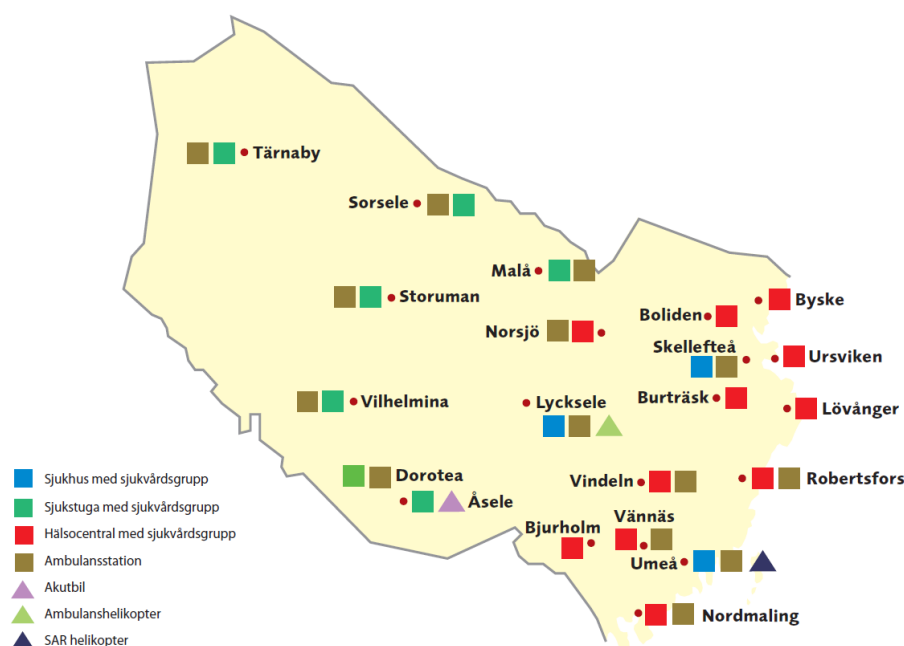 Tärnaby
Sorsele
Malå
Storuman
Byske
Boliden
Norsjö
Skellefteå
Ursviken
Vilhelmina
Lycksele
Burträsk
Lövånger
Dorotea
Vindeln
Robertsfors
Åsele
Vännäs
Bjurholm
Umeå
Nordmaling
Sjukhus med sjukvårdsgrupp
Sjukstuga med sjukvårdsgrupp
Hälsocentral med sjukvårdsgrupp
Ambulansstation
Akutbil
Ambulanshelikopter
SAR helikopter